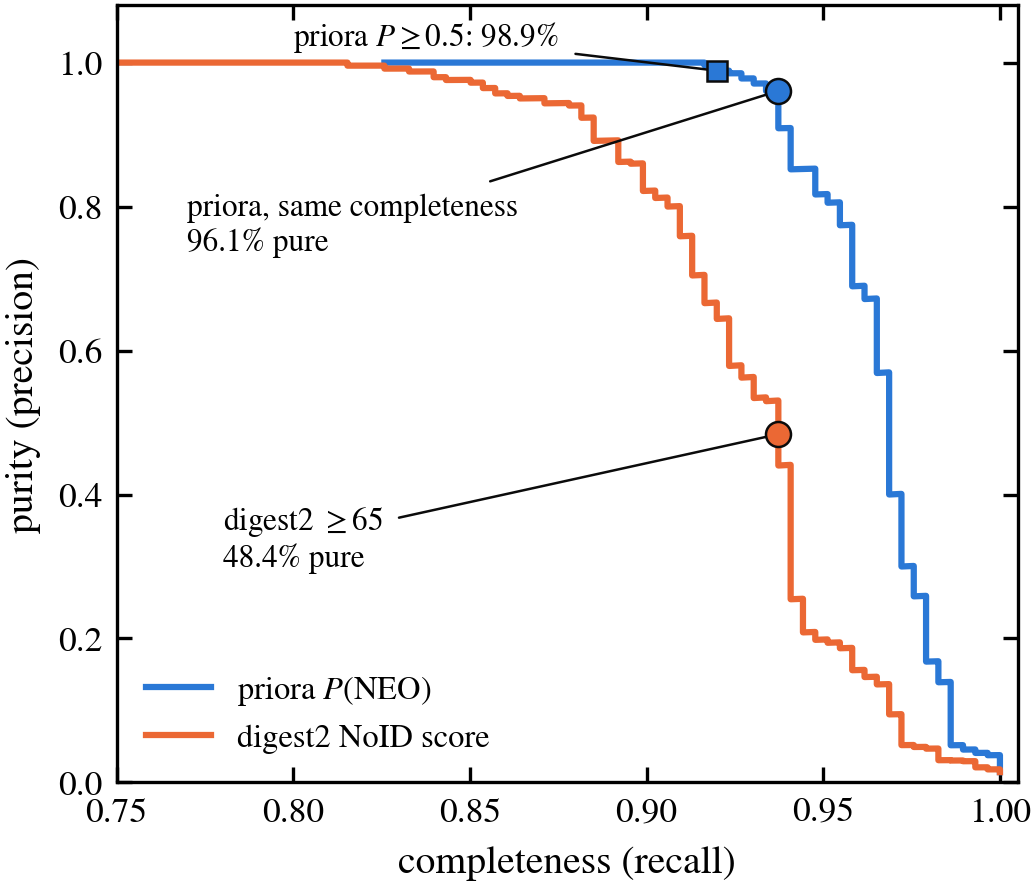 priora P ≥ 0.5: 98.9%
1.0
priora, same completeness
96.1% pure
0.8
0.6
purity (precision)
0.4
digest2 ≥ 65
48.4% pure
0.2
priora P(NEO)
digest2 NoID score
0.0
0.75
0.80
0.85
0.90
0.95
1.00
completeness (recall)